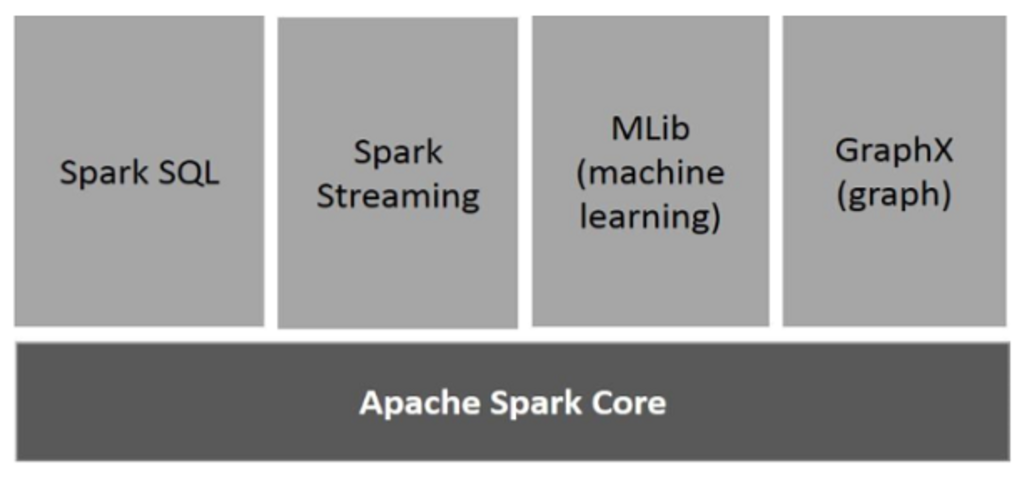 Spark SQL
Spark
Streaming
MLib
(machine
learning)
GraphX
(graph)
Apache Spark Core